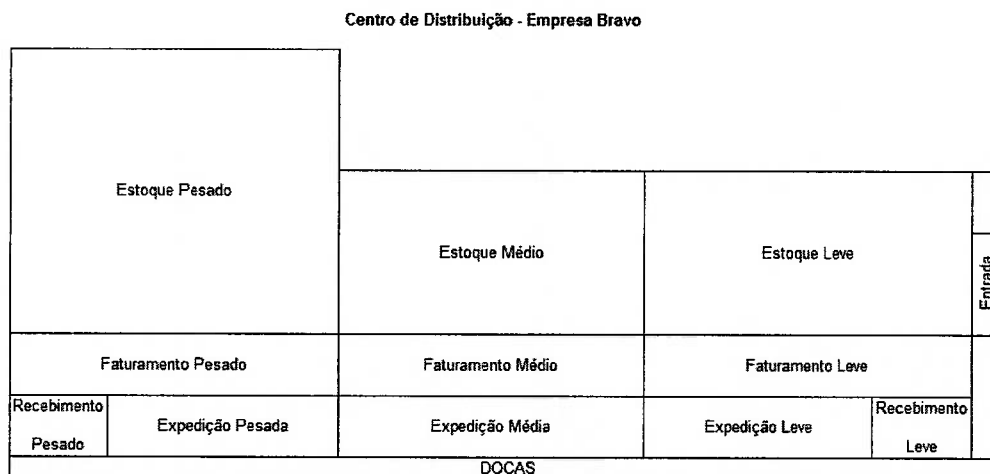 Centro de Distribuição - Empresa Bravo
Estoque Pesado
Estoque Médio
Estoque Leve
Entrada
Faturamento Pesado
Faturamento Médio
Faturamento Leve
Recebimento
Pesado
Expedição Pesada
Expedição Média
Expedição Leve
Recebimento
Leve
DOCAS